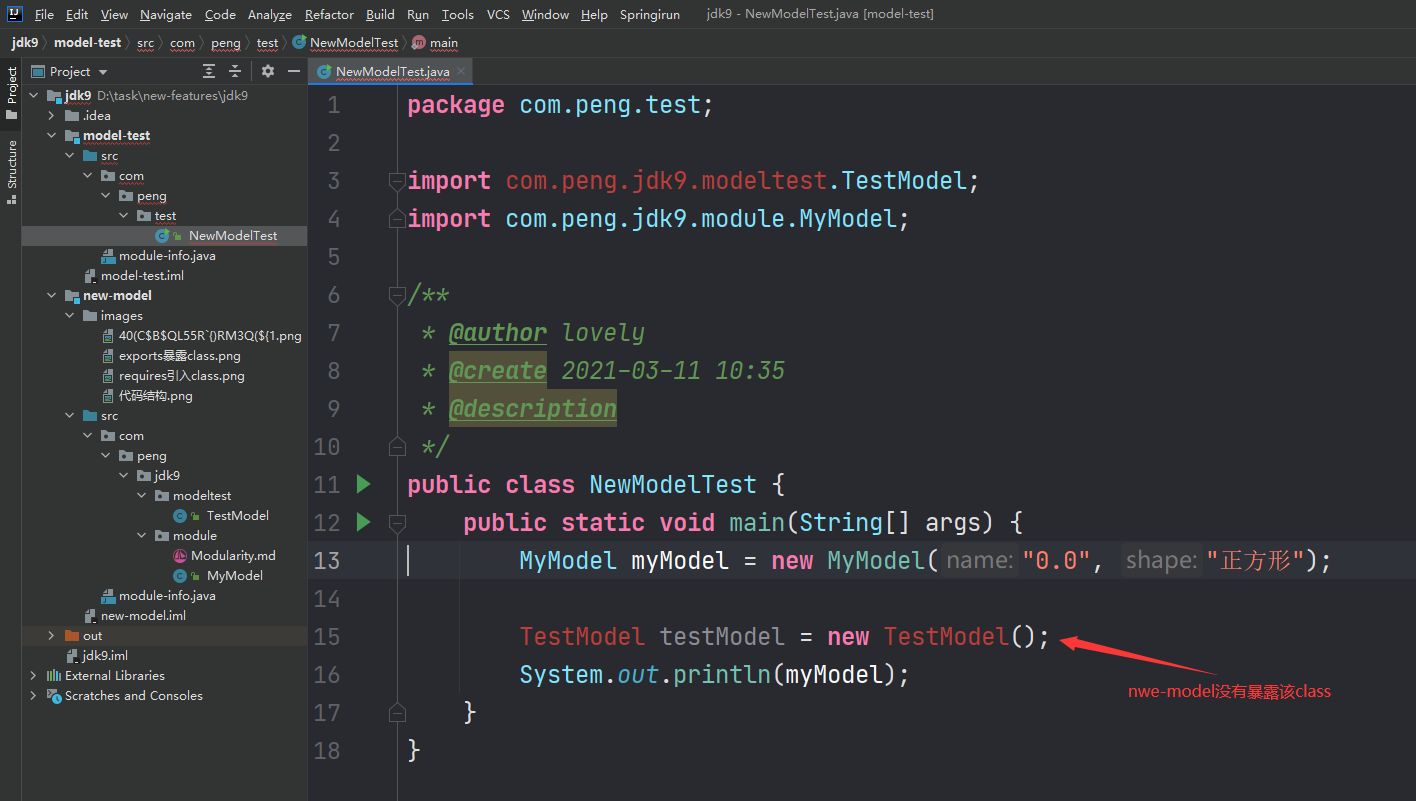 File Edit View Navigate Code Analyze Refactor Build Run Tools VCS Window Help Springirun jdk9 - NewModelTest.java [model-test]
jdk9 model-test src com peng test NewModelTest main
Project
NewModelTest.java
Project
Structure
jdk9 D:\task\new-features\jdk9
.idea
model-test
src
com
peng
test
NewModelTest
module-info.java
model-test.iml
new-model
images
40(C$B$QL55R`{)RM3Q(${1.png
exports暴露class.png
requires引入class.png
代码结构.png
src
com
peng
jdk9
modeltest
TestModel
module
Modularity.md
MyModel
module-info.java
new-model.iml
out
jdk9.iml
External Libraries
Scratches and Consoles
1 package com.peng.test;
2
3 import com.peng.jdk9.modeltest.TestModel;
4 import com.peng.jdk9.module.MyModel;
5
6 /**
7 * @author lovely
8 * @create 2021-03-11 10:35
9 * @description
10 */
11 public class NewModelTest {
12 public static void main(String[] args) {
13 MyModel myModel = new MyModel( name: "0.0", shape: "正方形");
14
15 TestModel testModel = new TestModel();
16 System.out.println(myModel);
nwe-model没有暴露该class
17 }
18 }